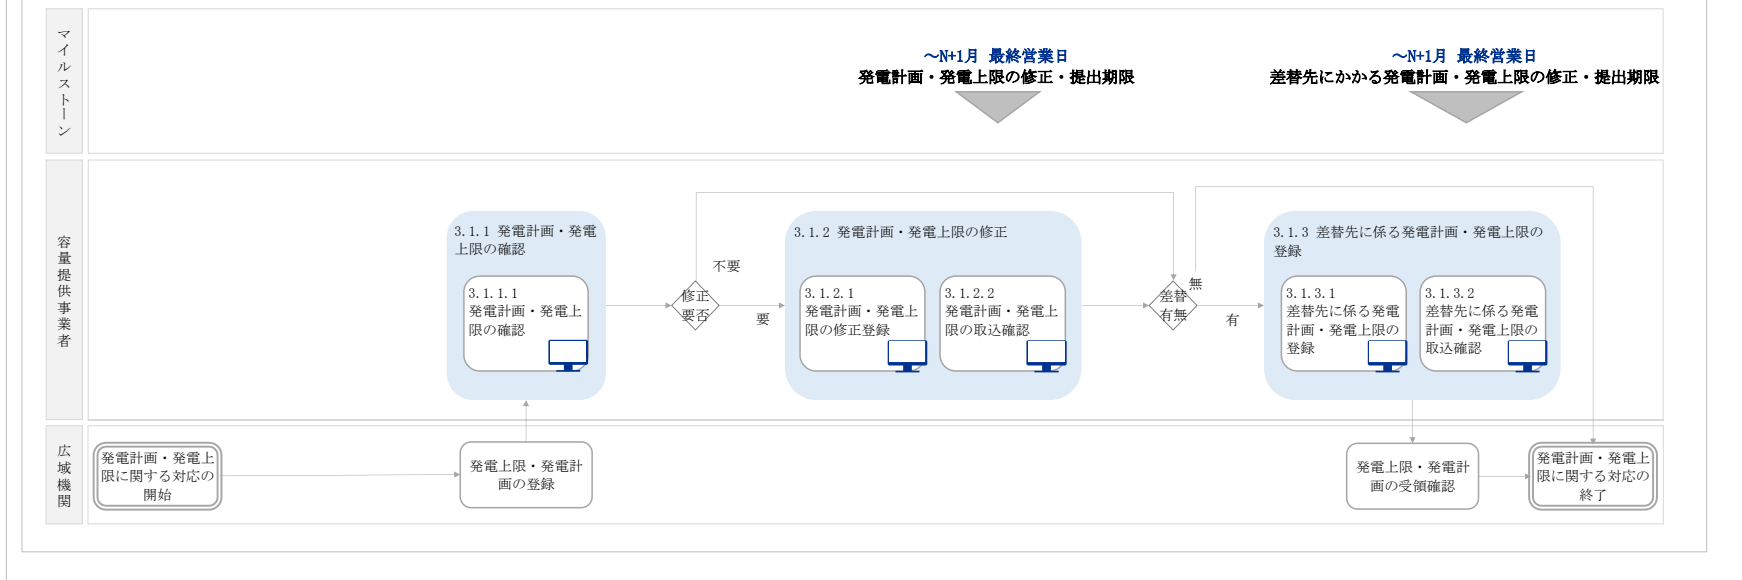 マイルストーン
～N+1月 最終営業日
発電計画・発電上限の修正・提出期限
～N+1月 最終営業日
差替先にかかる発電計画・発電上限の修正・提出期限
容量提供事業者
3.1.1 発電計画・発電
上限の確認
3.1.1.1
発電計画・発電上
限の確認
修正
要否
不要
要
3.1.2 発電計画・発電上限の修正
3.1.2.1
発電計画・発電上
限の修正登録
3.1.2.2
発電計画・発電上
限の取込確認
差替
有無
無
有
3.1.3 差替先に係る発電計画・発電上限の
登録
3.1.3.1
差替先に係る発電
計画・発電上限の
登録
3.1.3.2
差替先に係る発電
計画・発電上限の
取込確認
広域機関
発電計画・発電上
限に関する対応の
開始
発電上限・発電計
画の登録
発電上限・発電計
画の受領確認
発電計画・発電上
限に関する対応の
終了